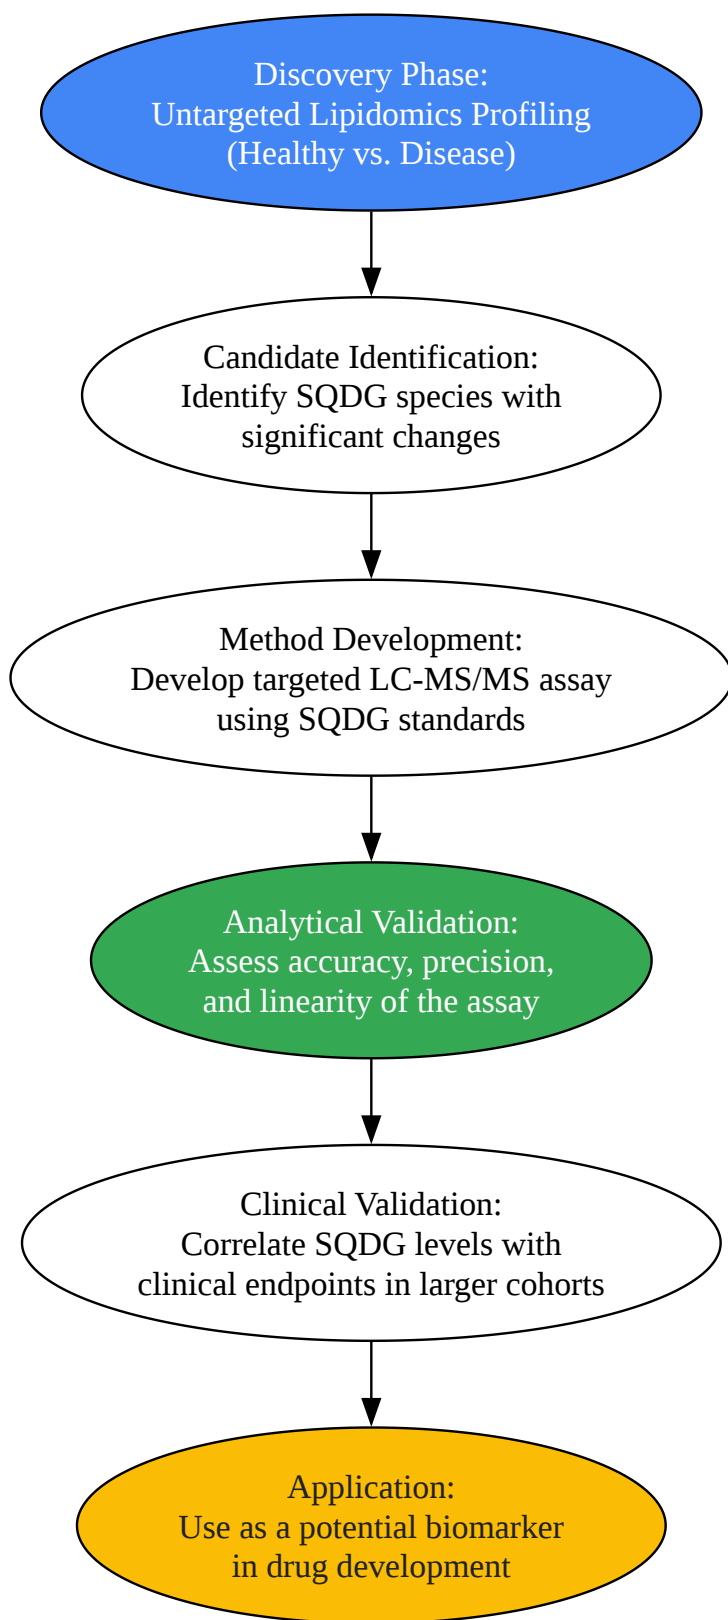 Discovery Phase:
Untargeted Lipidomics Profiling
(Healthy vs. Disease)
Candidate Identification:
Identify SQDG species with
significant changes
Method Development:
Develop targeted LC-MS/MS assay
using SQDG standards
Analytical Validation:
Assess accuracy, precision,
and linearity of the assay
Clinical Validation:
Correlate SQDG levels with
clinical endpoints in larger cohorts
Application:
Use as a potential biomarker
in drug development